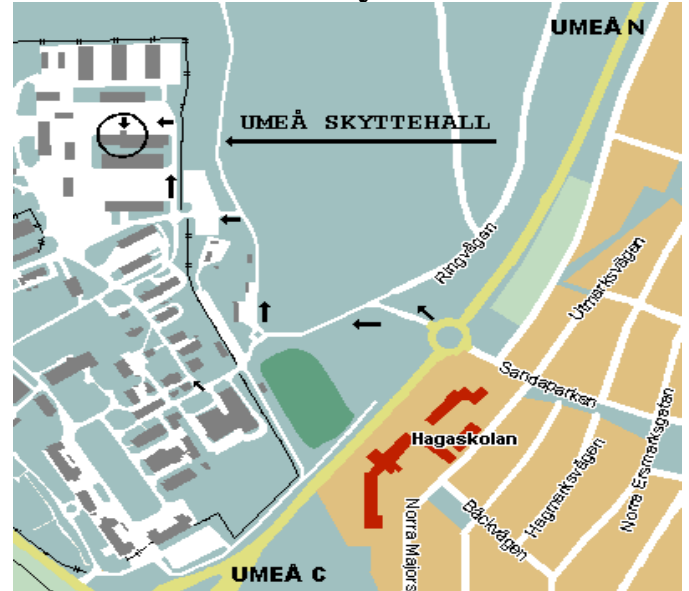 UMEÅ N
UMEÅ SKYTTEHALL
Ringvägen
Utmarksvägen
Sandaparken
Hagaskolan
Norra Ersmarksgatan
Hagmarksvägen
Bäckvägen
Norra Majors
UMEÅ C